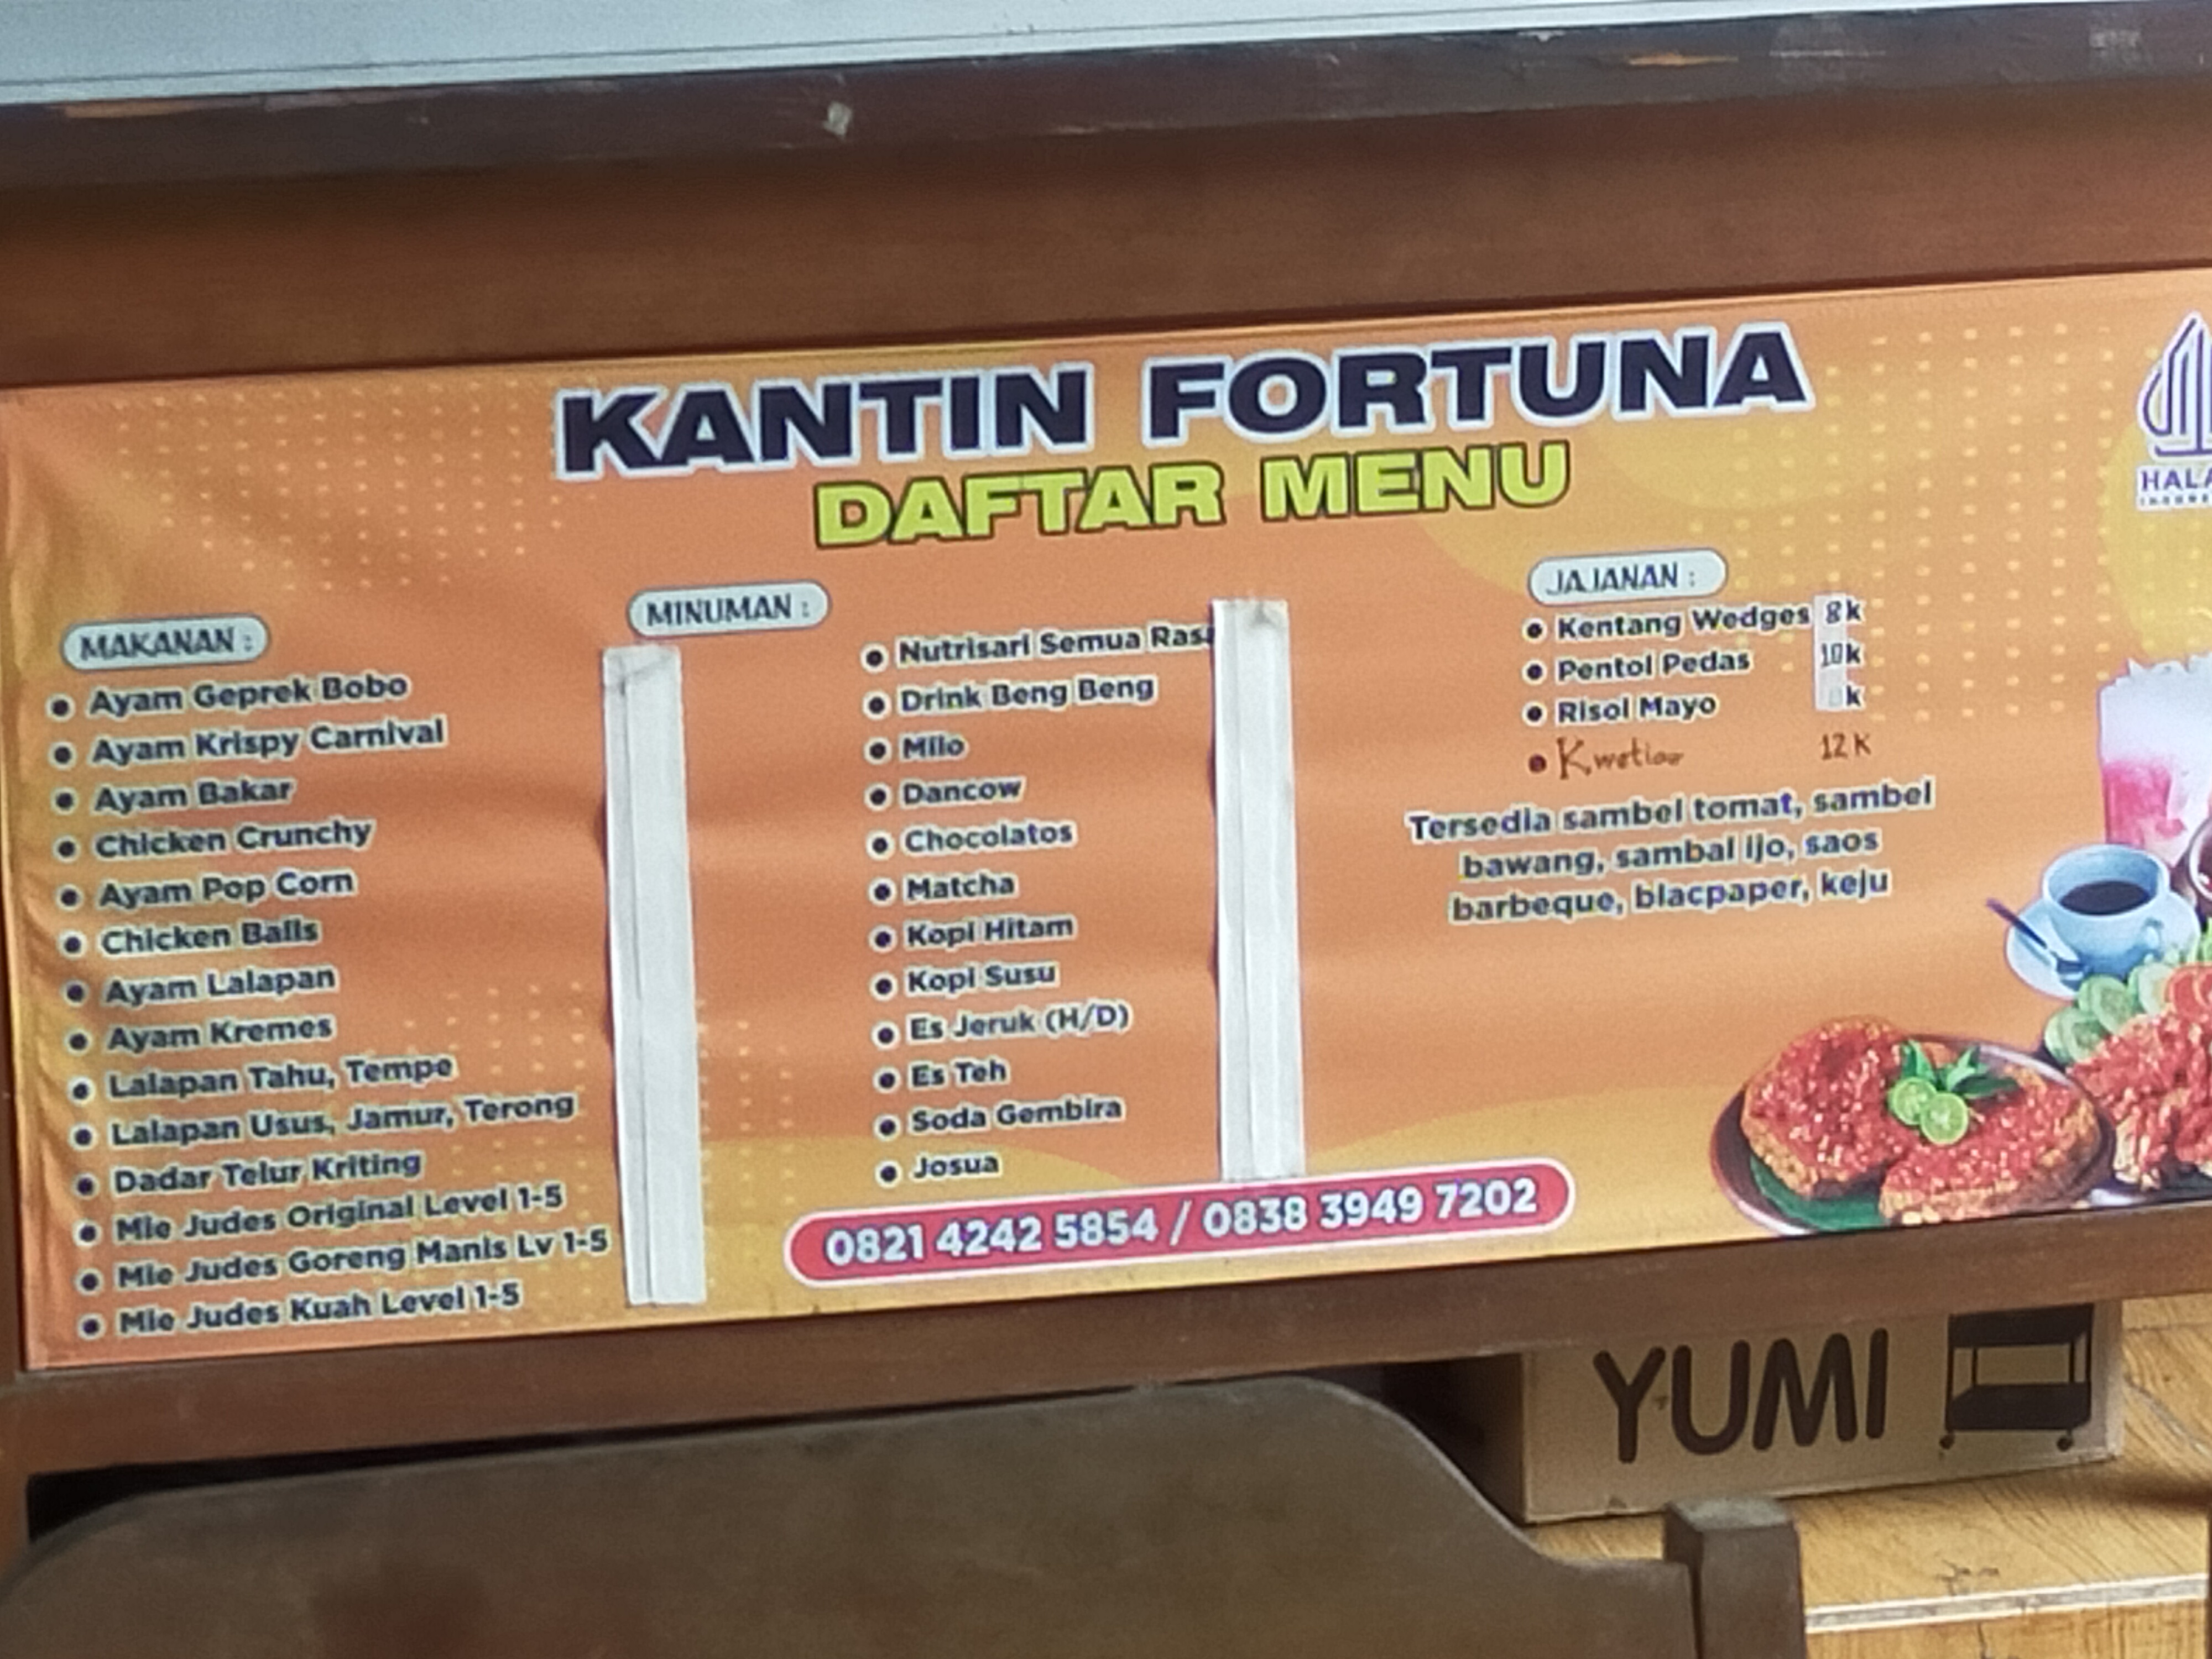 KANTIN FORTUNA
DAFTAR MENU
MAKANAN :
• Ayam Geprek Bobo
• Ayam Krispy Carnival
• Ayam Bakar
• Chicken Crunchy
• Ayam Pop Corn
• Chicken Balls
• Ayam Lalapan
• Ayam Kremes
• Lalapan Tahu, Tempe
• Lalapan Usus, Jamur, Terong
• Dadar Telur Kriting
• Mie Judes Original Level 1-5
• Mie Judes Goreng Manis Lv 1-5
• Mie Judes Kuah Level 1-5
MINUMAN :
• Nutrisari Semua Rasa
• Drink Beng Beng
• Milo
• Dancow
• Chocolatos
• Matcha
• Kopi Hitam
• Kopi Susu
• Es Jeruk (H/D)
• Es Teh
• Soda Gembira
• Josua
JAJANAN :
• Kentang Wedges 8k
• Pentol Pedas 10k
• Risol Mayo k
• Kwetiao 12K
Tersedia sambel tomat, sambel
bawang, sambal ijo, saos
barbeque, blacpaper, keju
0821 4242 5854 / 0838 3949 7202
HALA
YUMI